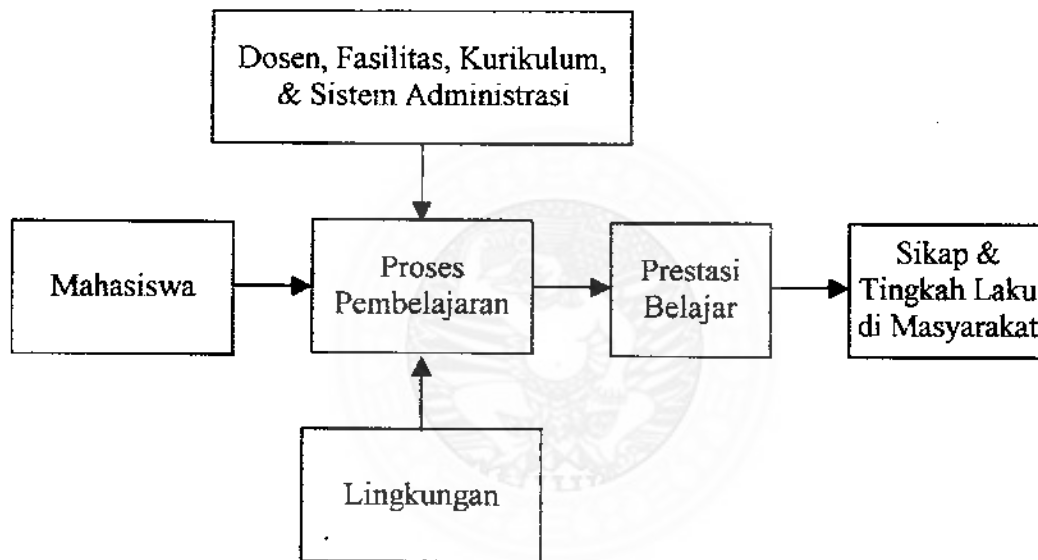 Dosen, Fasilitas, Kurikulum,
& Sistem Administrasi
Mahasiswa
Proses
Pembelajaran
Prestasi
Belajar
Sikap &
Tingkah Laku
di Masyarakat
Lingkungan